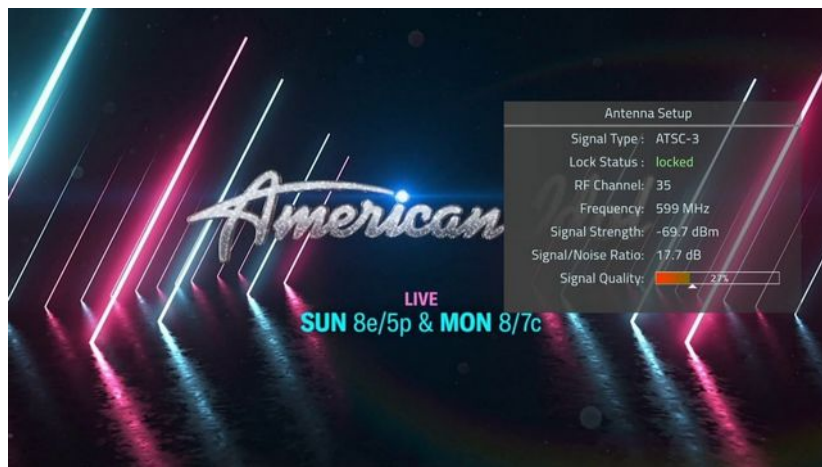 American
LIVE
SUN 8e/5p & MON 8/7c
Antenna Setup
Signal Type : ATSC-3
Lock Status : locked
RF Channel: 35
Frequency: 599 MHz
Signal Strength: -69.7 dBm
Signal/Noise Ratio: 17.7 dB
Signal Quality: 27%